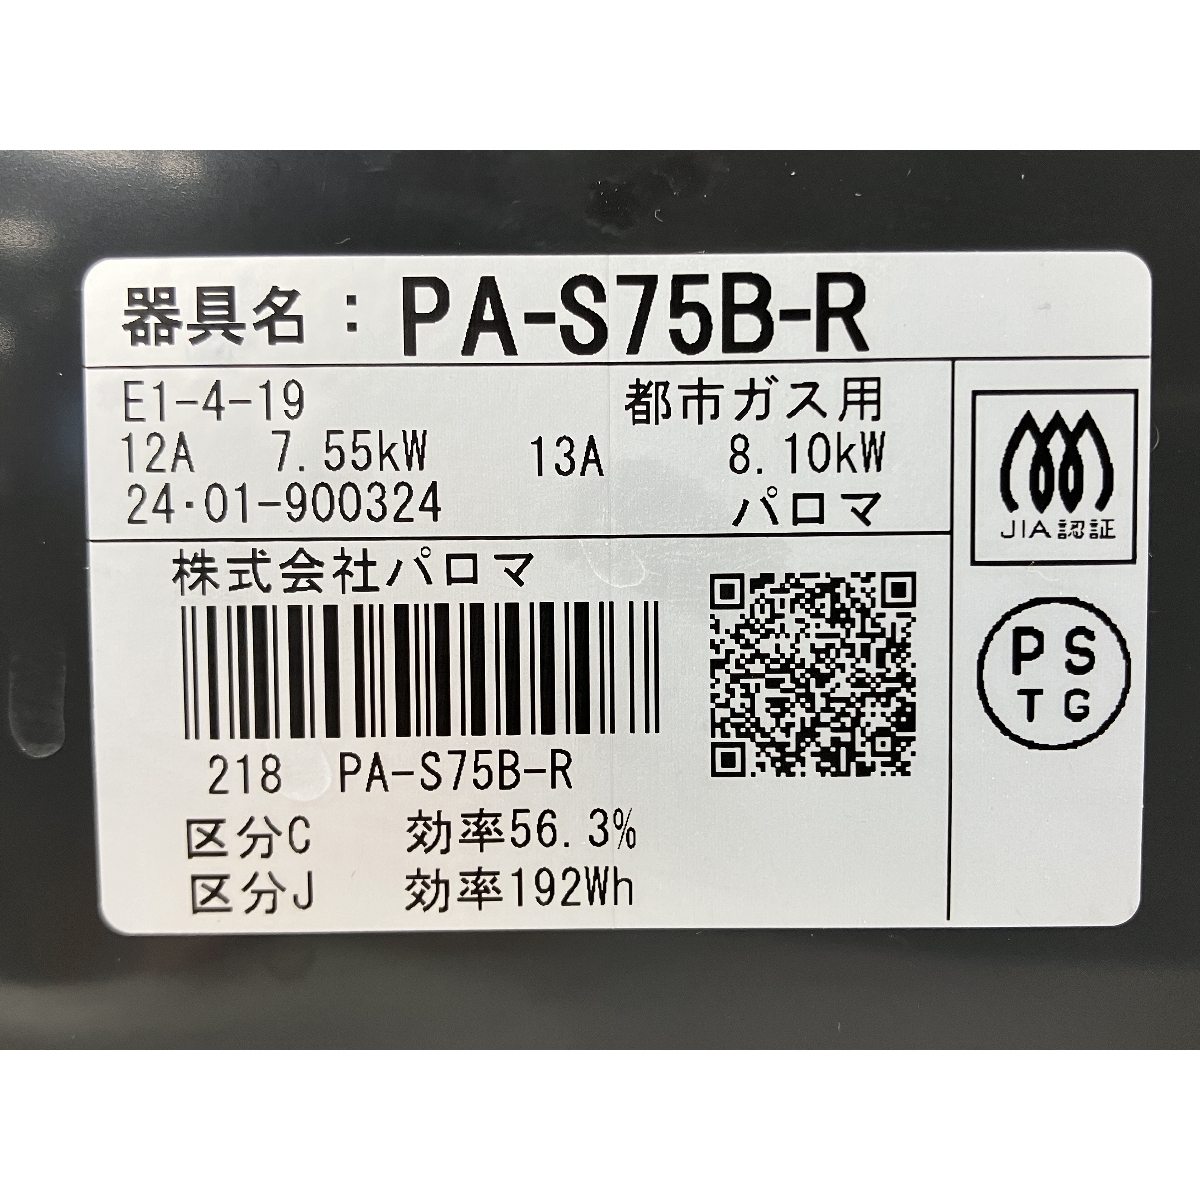 器具名：PA-S75B-R
E1-4-19 都市ガス用
12A 7.55kW 13A 8.10kW
24・01-900324 パロマ
JIA認証
株式会社パロマ
PS
TG
218 PA-S75B-R
区分C 効率56.3%
区分J 効率192Wh